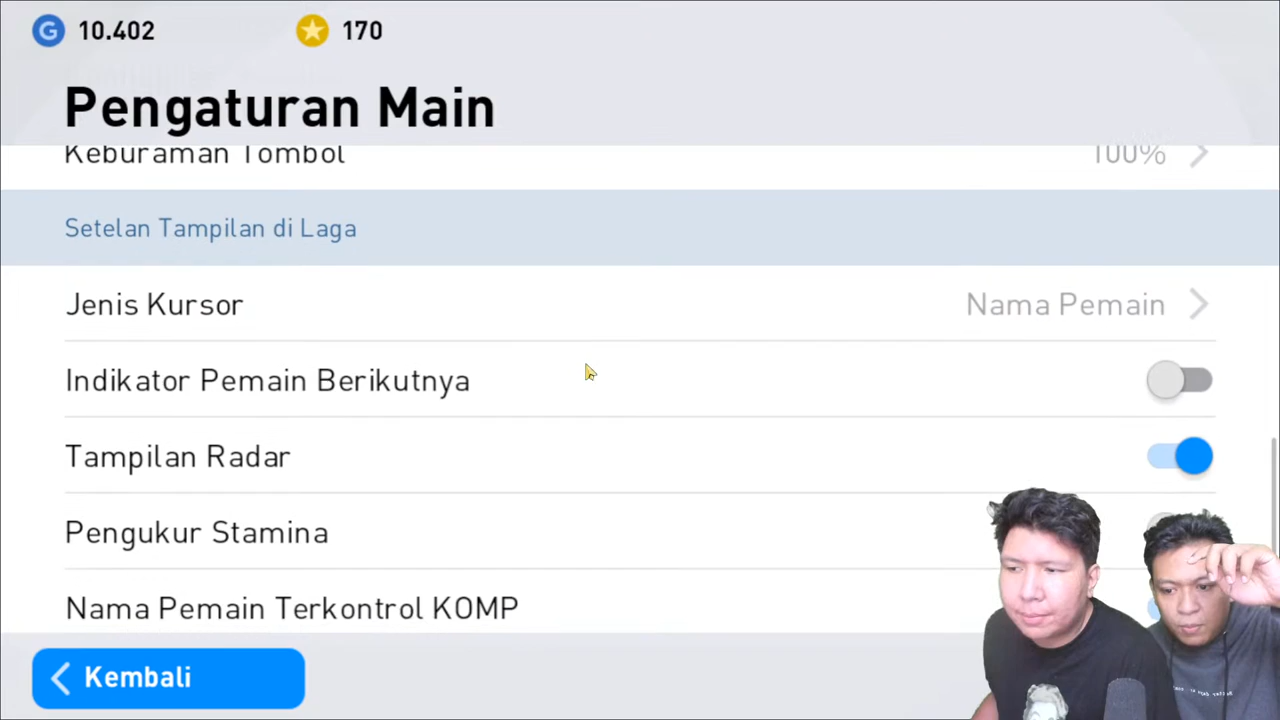 G 10.402 170
Pengaturan Main
Keburaman Tombol 100%
Setelan Tampilan di Laga
Jenis Kursor Nama Pemain
Indikator Pemain Berikutnya
Tampilan Radar
Pengukur Stamina
Nama Pemain Terkontrol KOMP
Kembali